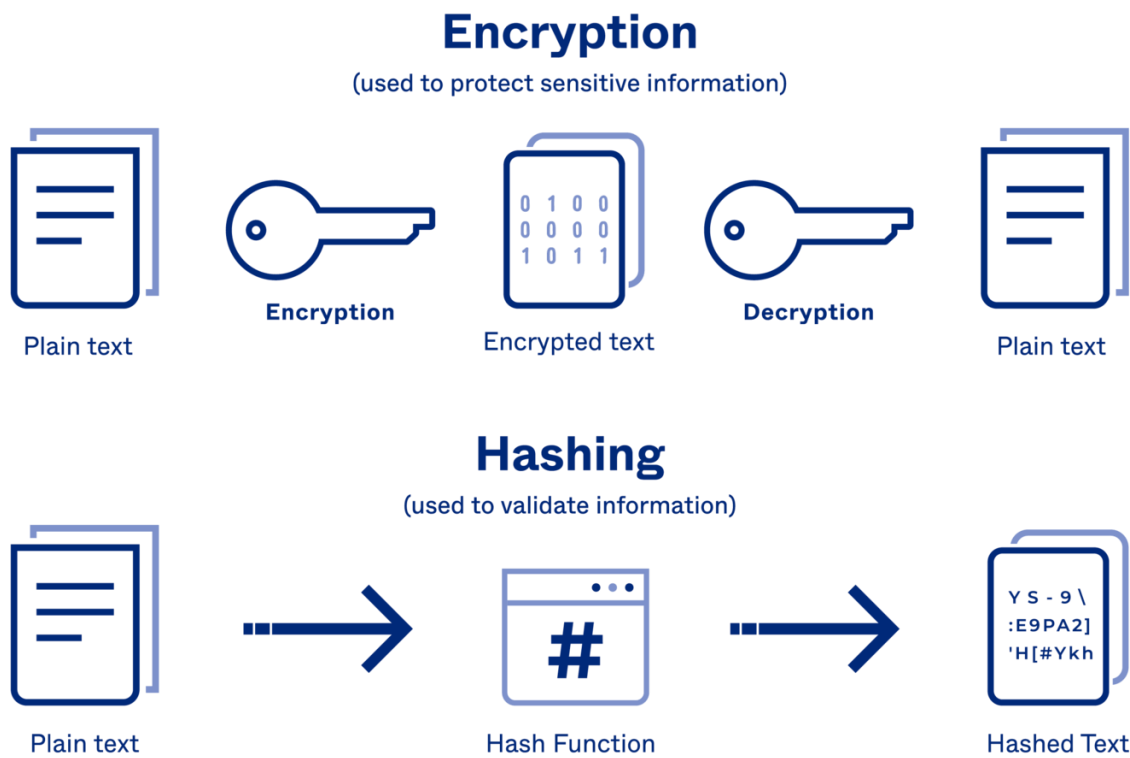 Encryption
(used to protect sensitive information)
0 1 0 0
0 0 0 0
1 0 1 1
Encryption
Decryption
Plain text
Encrypted text
Plain text
Hashing
(used to validate information)
#
Y S - 9 \
:E9PA2]
'H[#Ykh
Plain text
Hash Function
Hashed Text